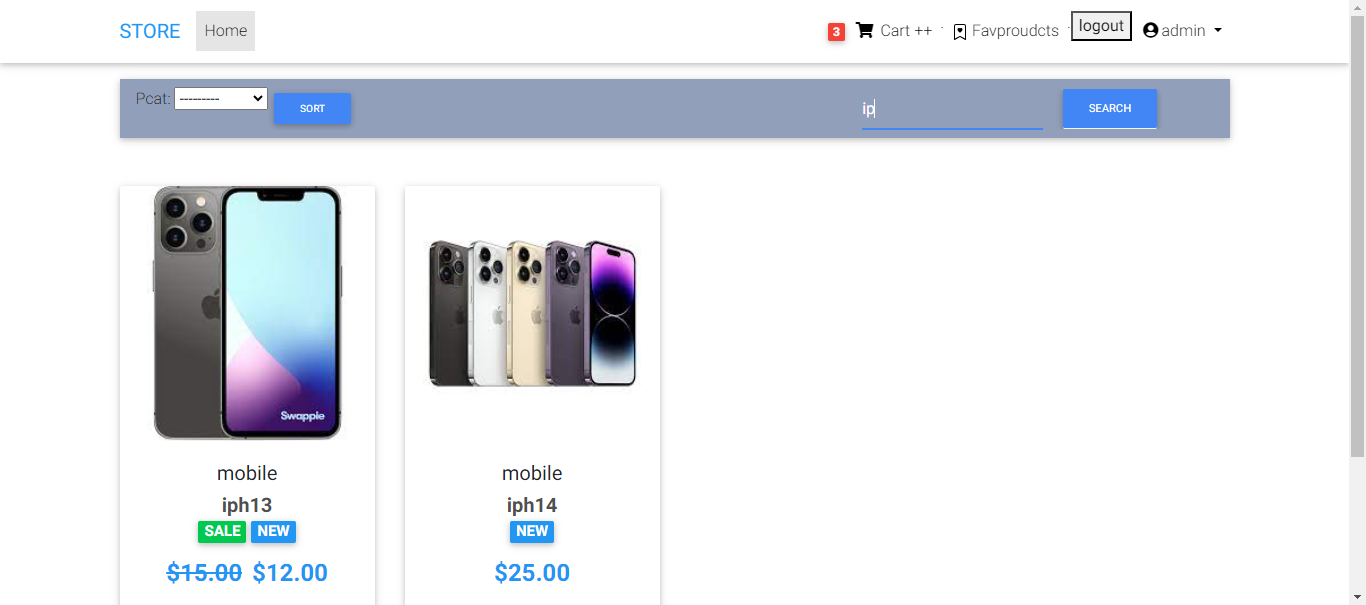 STORE Home 3 Cart ++ Favproudcts logout admin
Pcat: --------- SORT ip SEARCH
Swappie
mobile mobile
iph13 iph14
SALE NEW NEW
$15.00 $12.00 $25.00